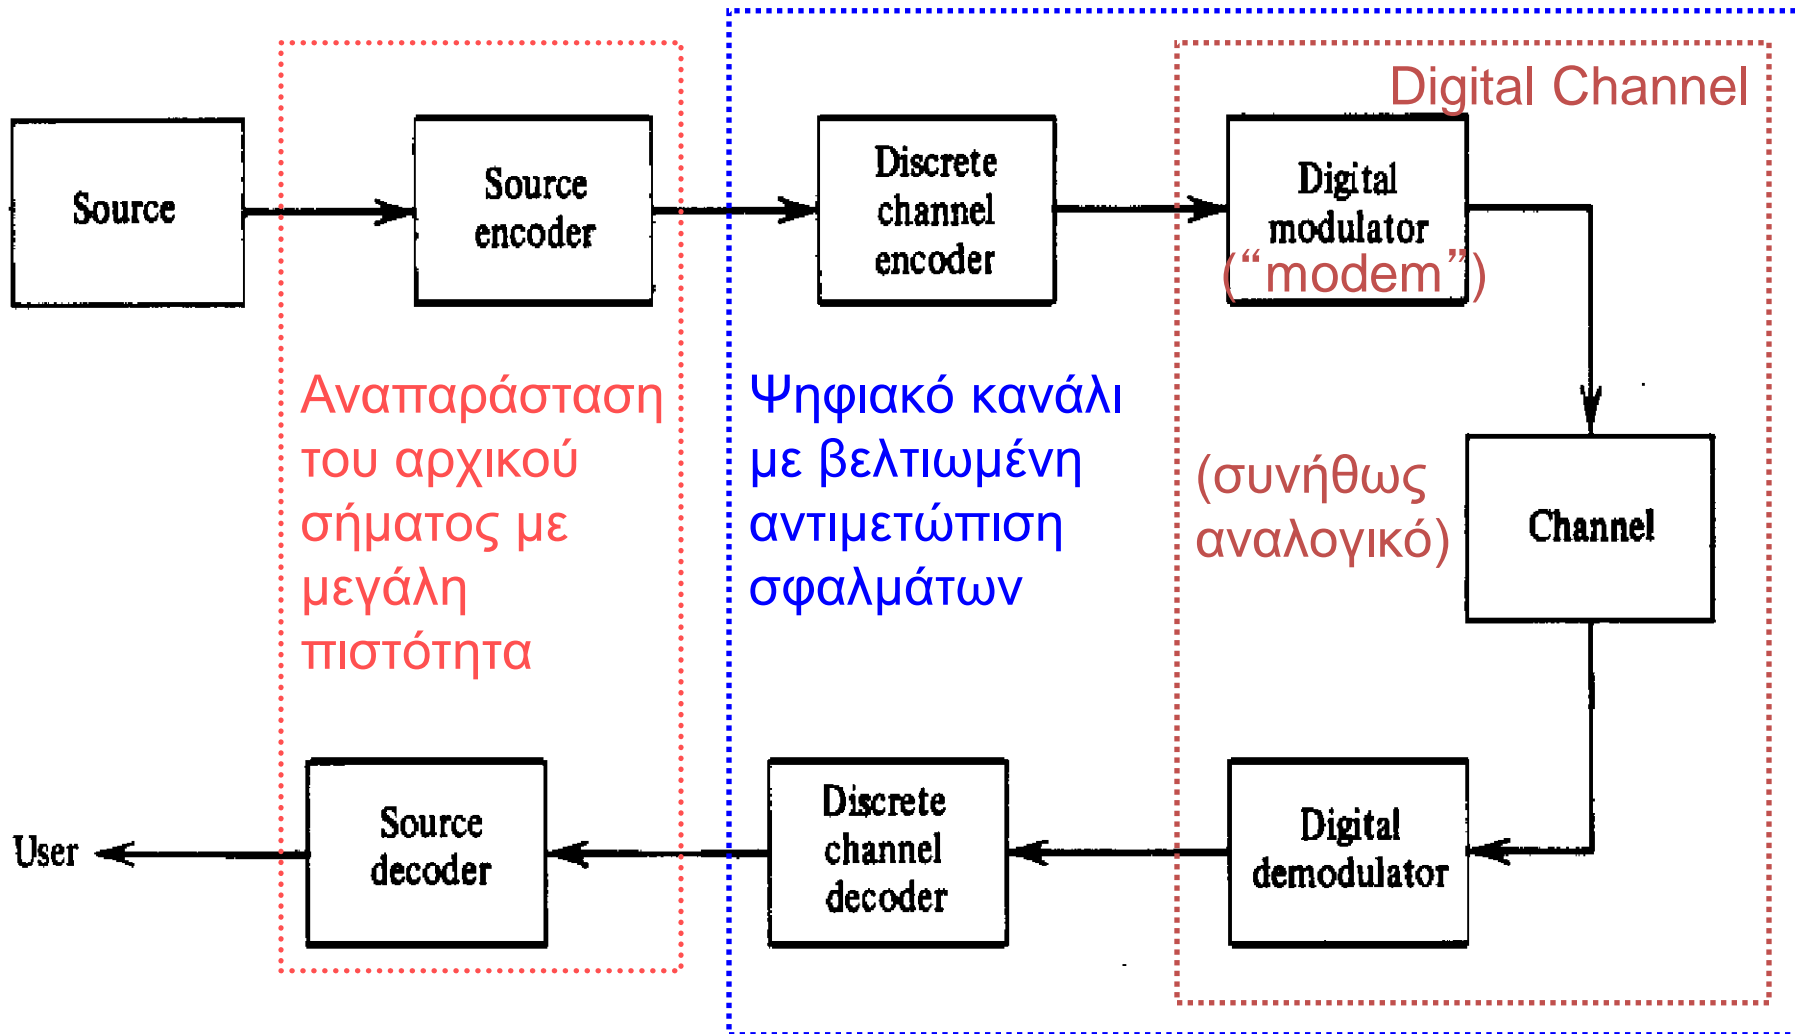 Digital Channel
Source
Source
encoder
Discrete
channel
encoder
Digital
modulator
(“modem”)
Αναπαράσταση
του αρχικού
σήματος με
μεγάλη
πιστότητα
Ψηφιακό κανάλι
με βελτιωμένη
αντιμετώπιση
σφαλμάτων
(συνήθως
αναλογικό)
Channel
User
Source
decoder
Discrete
channel
decoder
Digital
demodulator